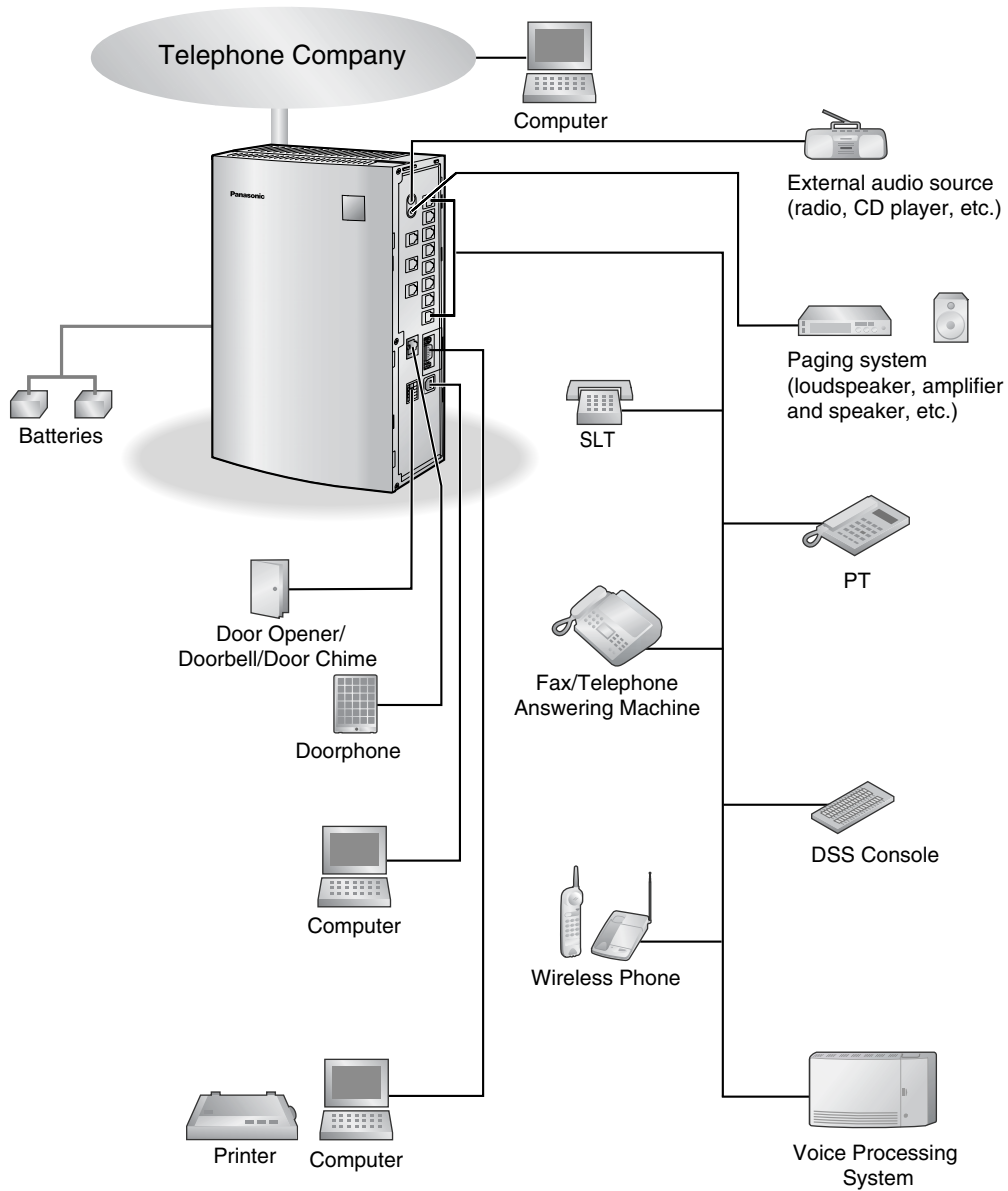 Telephone Company
Computer
External audio source
(radio, CD player, etc.)
Panasonic
Paging system
(loudspeaker, amplifier
and speaker, etc.)
Batteries
SLT
PT
Door Opener/
Doorbell/Door Chime
Fax/Telephone
Answering Machine
Doorphone
DSS Console
Computer
Wireless Phone
Printer
Computer
Voice Processing
System